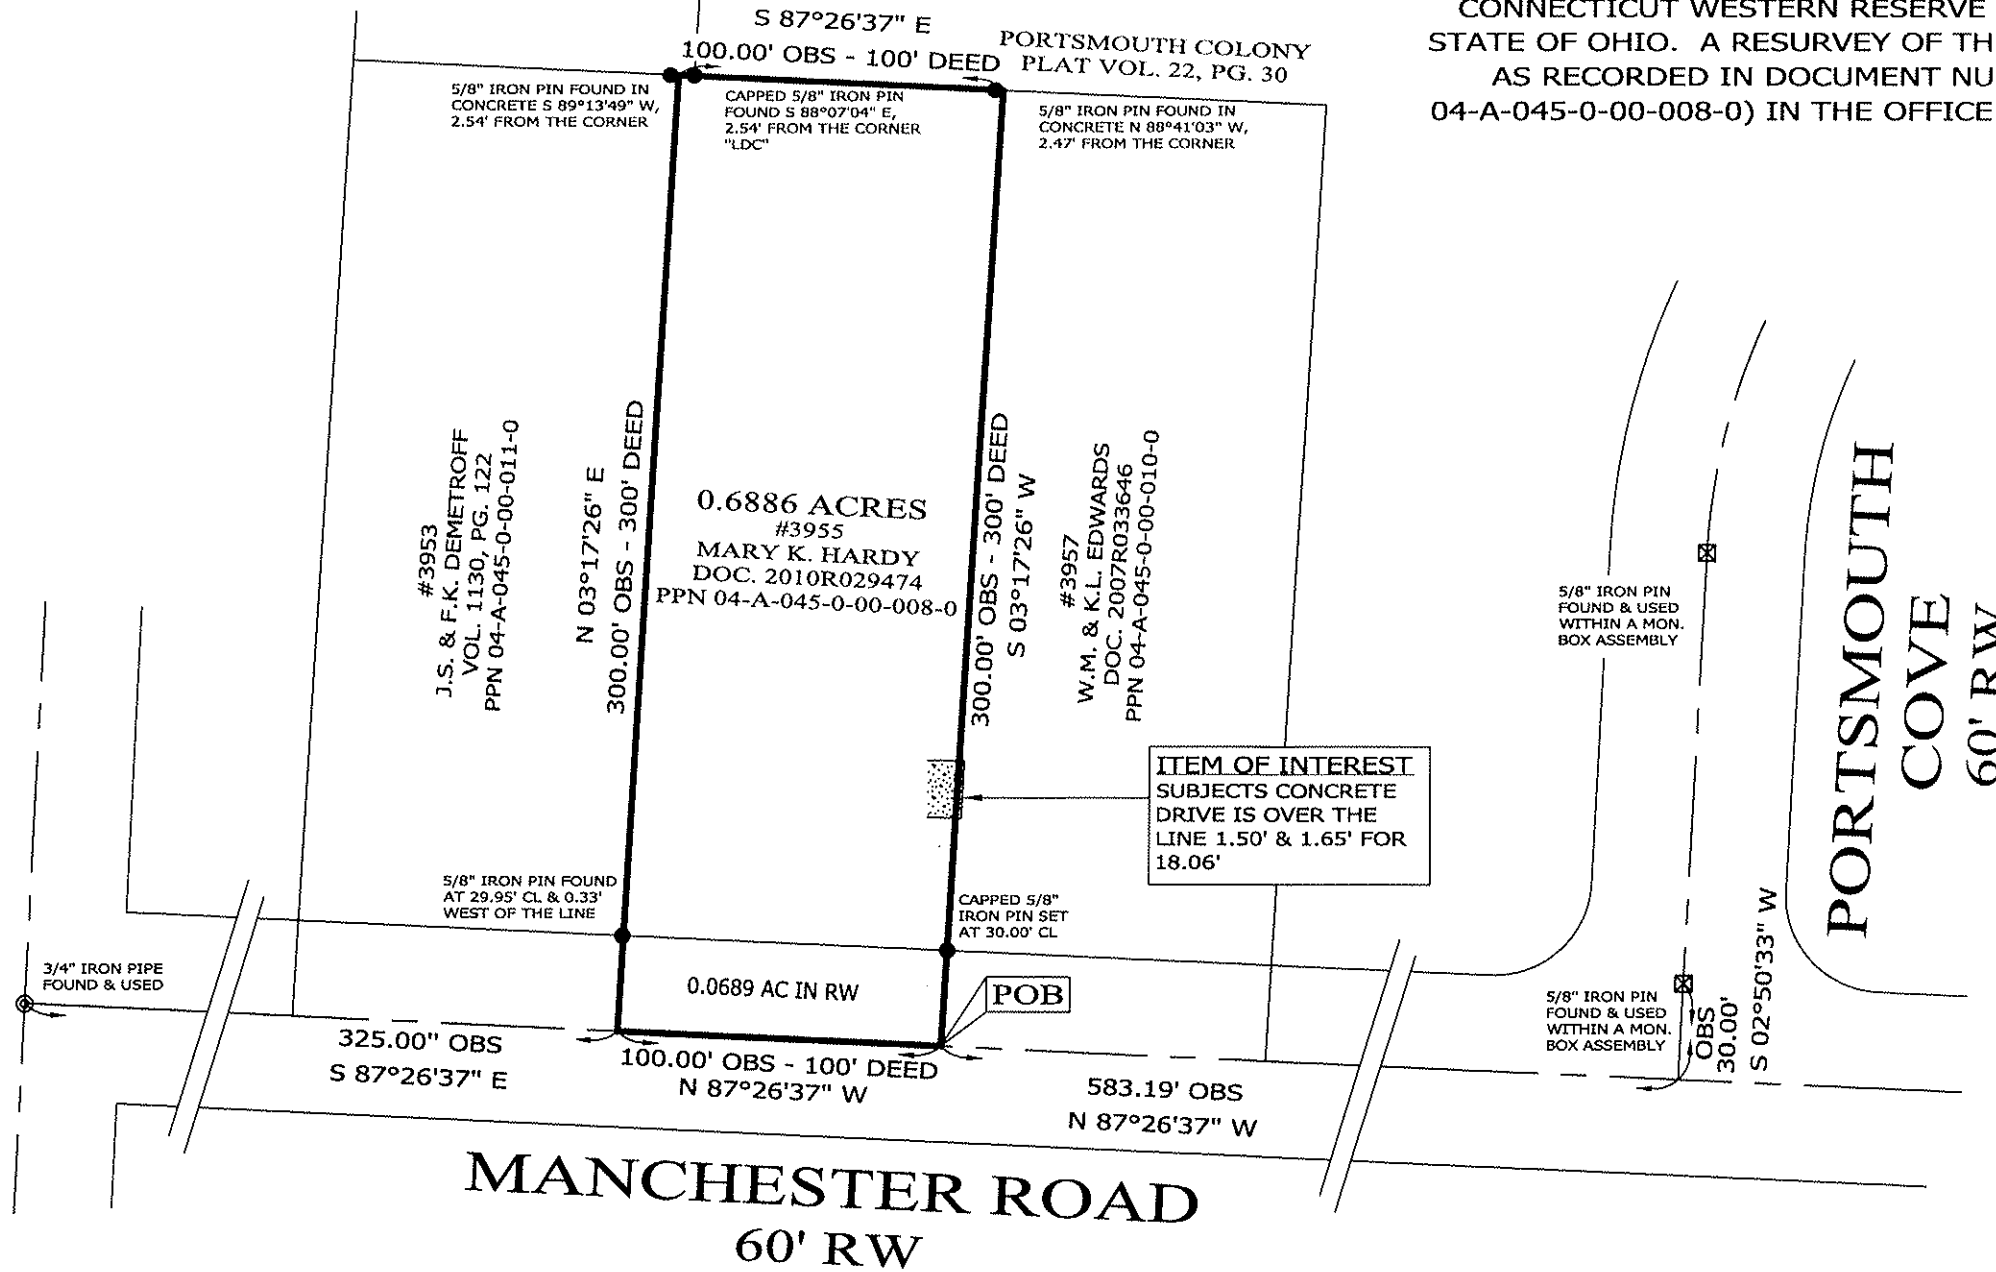 S 87°26'37" E
100.00' OBS - 100' DEED
PORTSMOUTH COLONY
PLAT VOL. 22, PG. 30
CONNECTICUT WESTERN RESERVE
STATE OF OHIO. A RESURVEY OF TH
AS RECORDED IN DOCUMENT NU
04-A-045-0-00-008-0) IN THE OFFICE
5/8" IRON PIN FOUND IN
CONCRETE S 89°13'49" W,
2.54' FROM THE CORNER
CAPPED 5/8" IRON PIN
FOUND S 88°07'04" E,
2.54' FROM THE CORNER
"LDC"
5/8" IRON PIN FOUND IN
CONCRETE N 88°41'03" W,
2.47' FROM THE CORNER
#3953
J.S. & F.K. DEMETROFF
VOL. 1130, PG. 122
PPN 04-A-045-0-00-011-0
N 03°17'26" E
300.00' OBS - 300' DEED
0.6886 ACRES
#3955
MARY K. HARDY
DOC. 2010R029474
PPN 04-A-045-0-00-008-0
300.00' OBS - 300' DEED
S 03°17'26" W
#3957
W.M. & K.L. EDWARDS
DOC. 2007R033646
PPN 04-A-045-0-00-010-0
5/8" IRON PIN
FOUND & USED
WITHIN A MON.
BOX ASSEMBLY
PORTSMOUTH
COVE
60' RW
ITEM OF INTEREST
SUBJECTS CONCRETE
DRIVE IS OVER THE
LINE 1.50' & 1.65' FOR
18.06'
5/8" IRON PIN FOUND
AT 29.95' CL & 0.33'
WEST OF THE LINE
CAPPED 5/8"
IRON PIN SET
AT 30.00' CL
3/4" IRON PIPE
FOUND & USED
0.0689 AC IN RW
POB
5/8" IRON PIN
FOUND & USED
WITHIN A MON.
BOX ASSEMBLY
OBS
30.00'
S 02°50'33" W
325.00" OBS
S 87°26'37" E
100.00' OBS - 100' DEED
N 87°26'37" W
583.19' OBS
N 87°26'37" W
MANCHESTER ROAD
60' RW